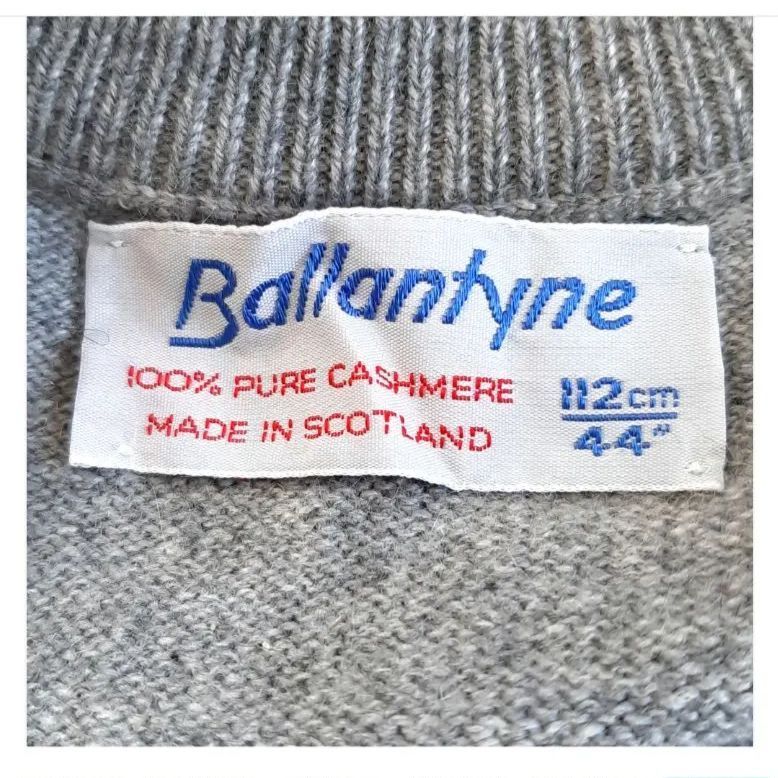 Ballantyne
100% PURE CASHMERE
MADE IN SCOTLAND
112cm
44"